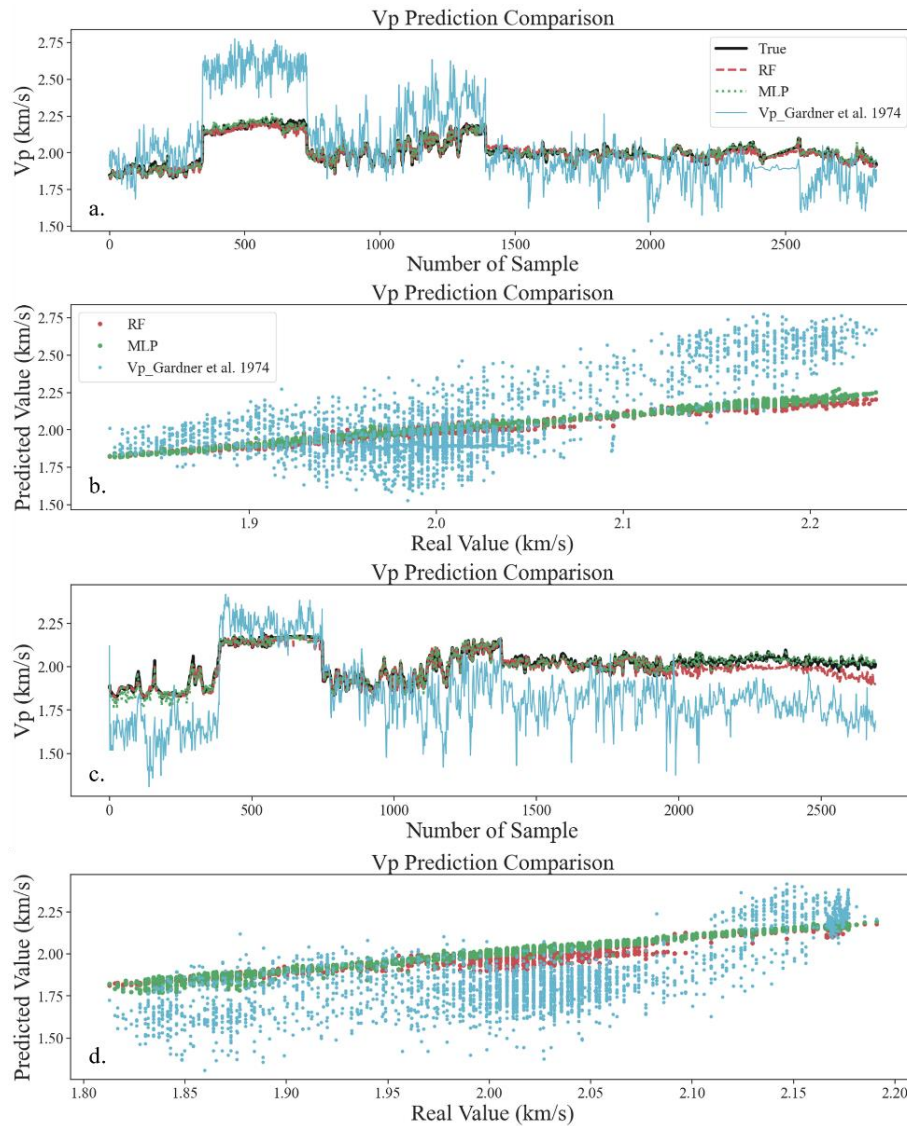 Vp Prediction Comparison
Vp (km/s)
2.75
2.50
2.25
2.00
1.75
1.50
True
RF
MLP
Vp_Gardner et al. 1974
a.
0
500
1000
1500
2000
2500
Number of Sample
Vp Prediction Comparison
Predicted Value (km/s)
2.75
2.50
2.25
2.00
1.75
1.50
RF
MLP
Vp_Gardner et al. 1974
b.
1.9
2.0
2.1
2.2
Real Value (km/s)
Vp Prediction Comparison
Vp (km/s)
2.25
2.00
1.75
1.50
c.
0
500
1000
1500
2000
2500
Number of Sample
Vp Prediction Comparison
Predicted Value (km/s)
2.25
2.00
1.75
1.50
d.
1.80
1.85
1.90
1.95
2.00
2.05
2.10
2.15
2.20
Real Value (km/s)